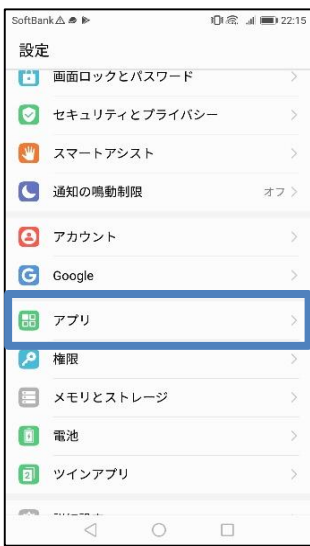 SoftBank 22:15
設定
画面ロックとパスワード
セキュリティとプライバシー
スマートアシスト
通知の鳴動制限 オフ
アカウント
Google
アプリ
権限
メモリとストレージ
電池
ツインアプリ